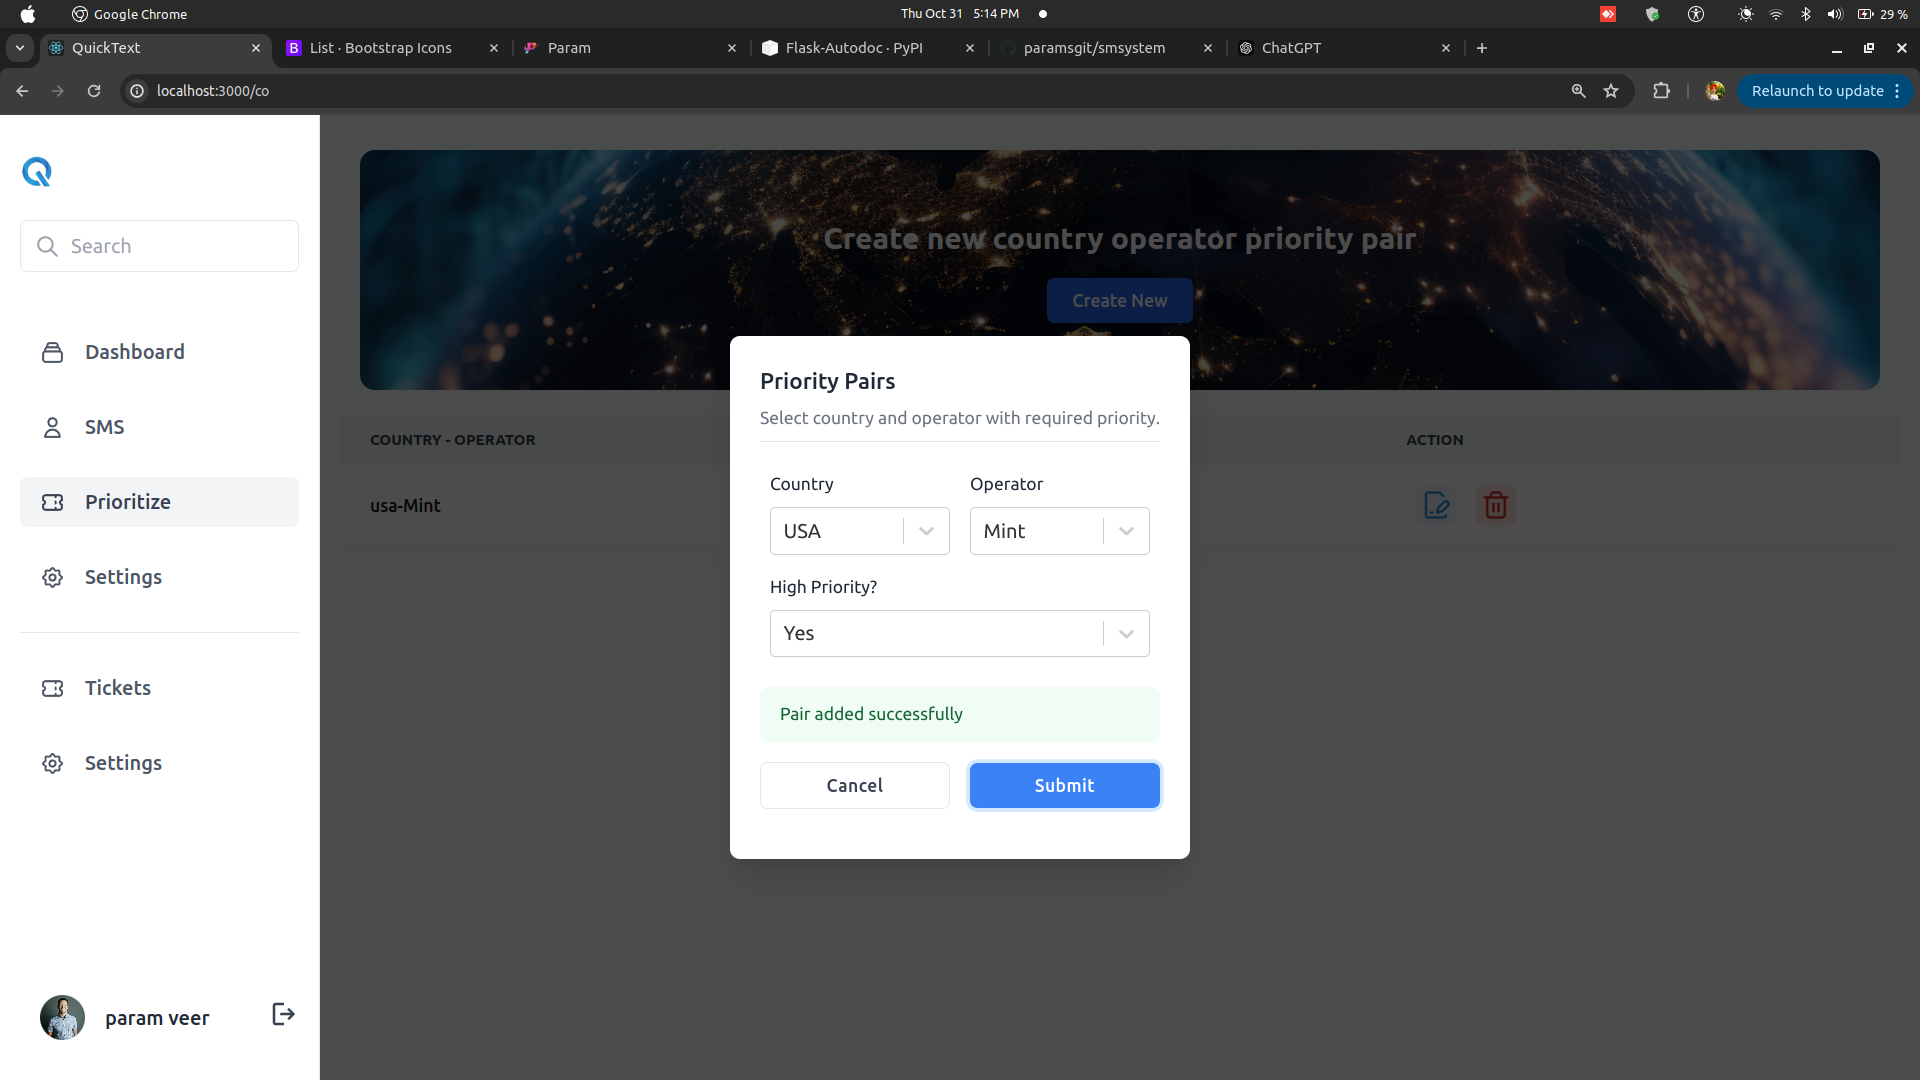 Google Chrome
Thu Oct 31 5:14 PM
29 %
QuickText
List · Bootstrap Icons
Param
Flask-Autodoc · PyPI
paramsgit/smsystem
ChatGPT
localhost:3000/co
Relaunch to update
Search
Dashboard
SMS
Prioritize
Settings
Tickets
Settings
param veer
Create new country operator priority pair
Create New
COUNTRY - OPERATOR
ACTION
usa-Mint
Priority Pairs
Select country and operator with required priority.
Country
Operator
USA
Mint
High Priority?
Yes
Pair added successfully
Cancel
Submit